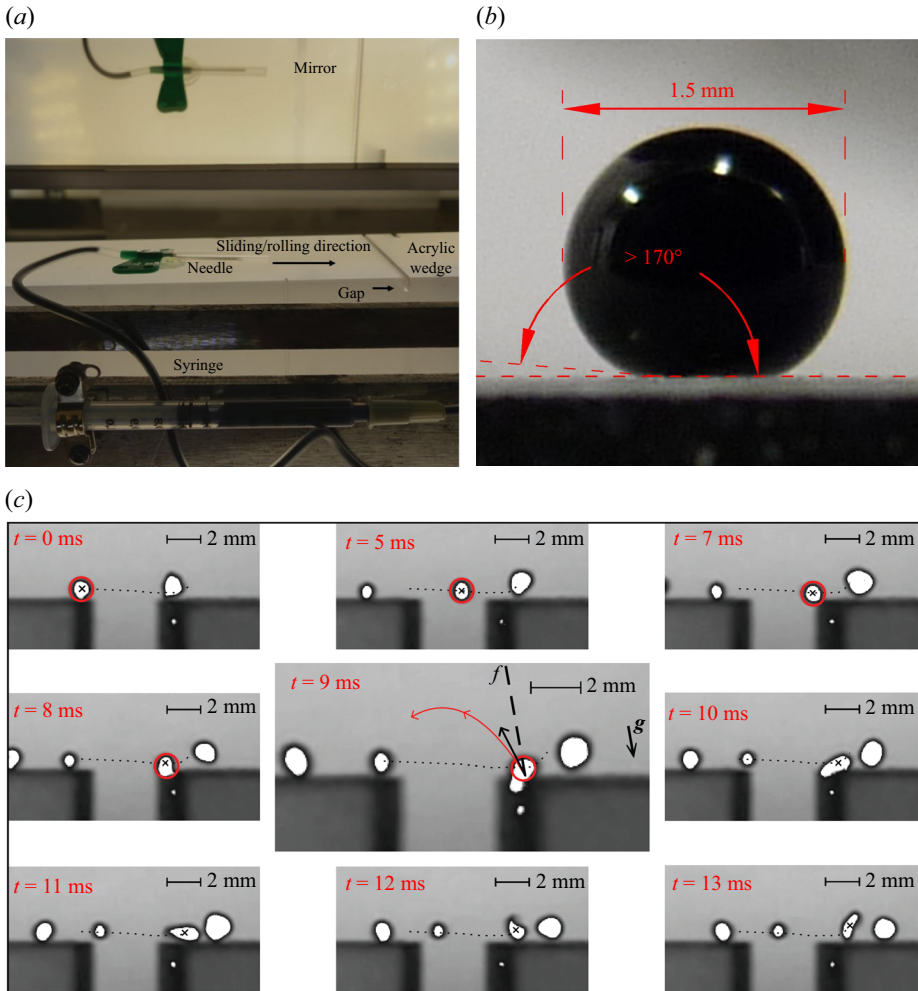 (a)
(b)
Mirror
Sliding/rolling direction
Needle
Acrylic
wedge
Gap
Syringe
1.5 mm
> 170°
(c)
t = 0 ms
2 mm
t = 5 ms
2 mm
t = 7 ms
2 mm
t = 8 ms
2 mm
t = 9 ms
f
2 mm
g
t = 10 ms
2 mm
t = 11 ms
2 mm
t = 12 ms
2 mm
t = 13 ms
2 mm